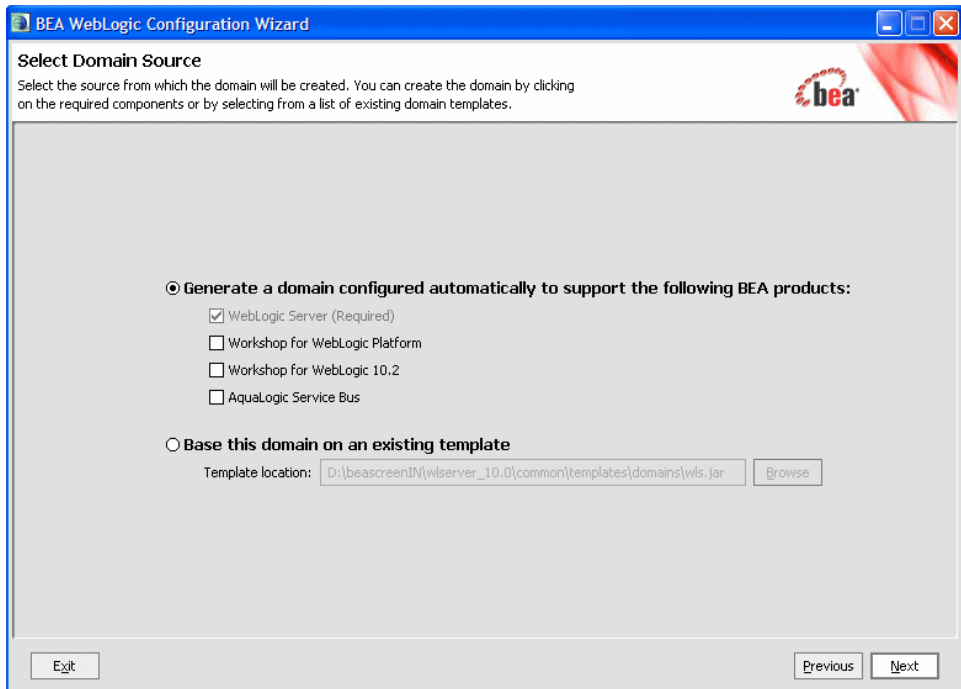 BEA WebLogic Configuration Wizard
Select Domain Source
Select the source from which the domain will be created. You can create the domain by clicking
on the required components or by selecting from a list of existing domain templates.
bea
Generate a domain configured automatically to support the following BEA products:
WebLogic Server (Required)
Workshop for WebLogic Platform
Workshop for WebLogic 10.2
AquaLogic Service Bus
Base this domain on an existing template
Template location: D:\beascreenIN\wlserver_10.0\common\templates\domains\wls.jar Browse
Exit Previous Next